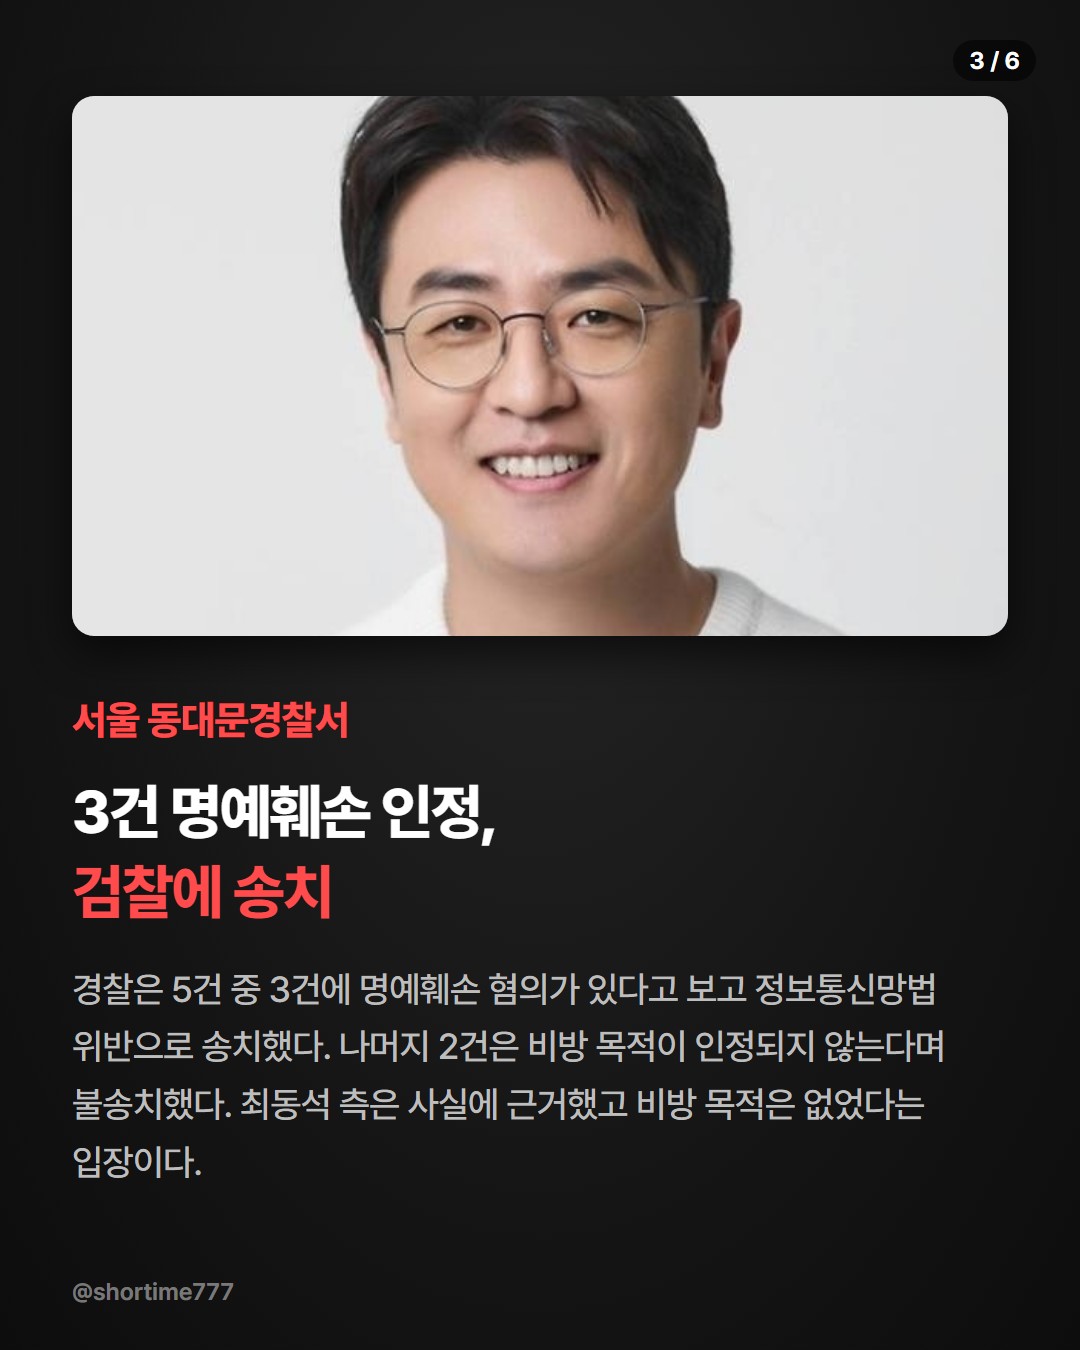 3 / 6
서울 동대문경찰서
3건 명예훼손 인정,
검찰에 송치
경찰은 5건 중 3건에 명예훼손 혐의가 있다고 보고 정보통신망법
위반으로 송치했다. 나머지 2건은 비방 목적이 인정되지 않는다며
불송치했다. 최동석 측은 사실에 근거했고 비방 목적은 없었다는
입장이다.
@shortime777